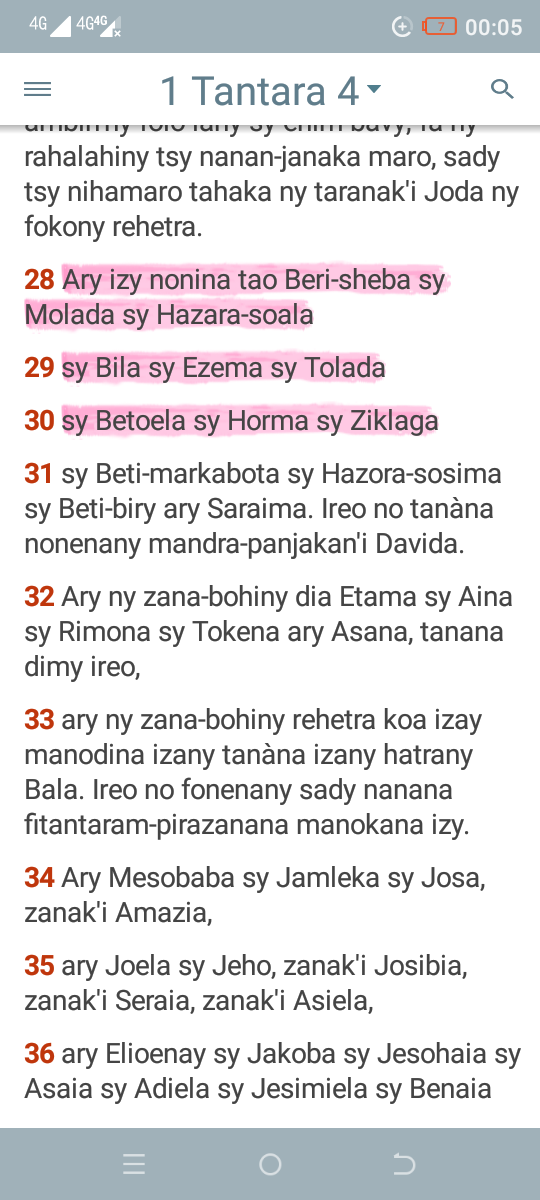 4G 4G4G 7 00:05
1 Tantara 4
rahalahiny tsy nanan-janaka maro, sady
tsy nihamaro tahaka ny taranak'i Joda ny
fokony rehetra.
28 Ary izy nonina tao Beri-sheba sy
Molada sy Hazara-soala
29 sy Bila sy Ezema sy Tolada
30 sy Betoela sy Horma sy Ziklaga
31 sy Beti-markabota sy Hazora-sosima
sy Beti-biry ary Saraima. Ireo no tanàna
nonenany mandra-panjakan'i Davida.
32 Ary ny zana-bohiny dia Etama sy Aina
sy Rimona sy Tokena ary Asana, tanana
dimy ireo,
33 ary ny zana-bohiny rehetra koa izay
manodina izany tanàna izany hatrany
Bala. Ireo no fonenany sady nanana
fitantaram-pirazanana manokana izy.
34 Ary Mesobaba sy Jamleka sy Josa,
zanak'i Amazia,
35 ary Joela sy Jeho, zanak'i Josibia,
zanak'i Seraia, zanak'i Asiela,
36 ary Elioenay sy Jakoba sy Jesohaia sy
Asaia sy Adiela sy Jesimiela sy Benaia